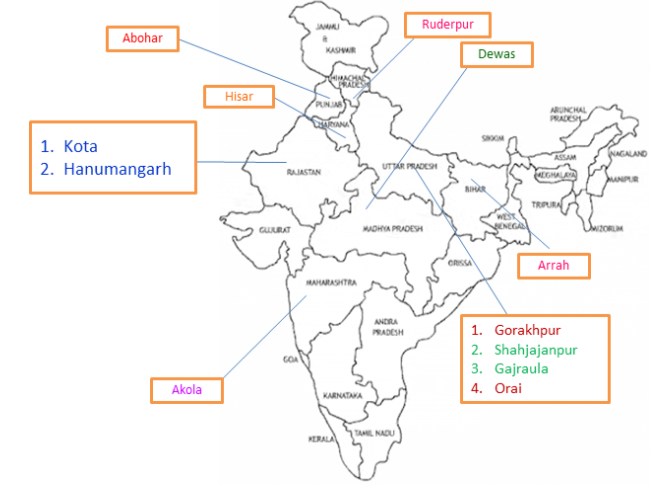 Ruderpur
Abohar
JAMMU
&
KASHMIR
Dewas
HIMACHAL
PRADESH
Hisar
PUNJAB
HARYANA
ARUNCHAL
PRADESH
1. Kota
2. Hanumangarh
SIKKIM
ASSAM
NAGALAND
UTTAR PRADESH
RAJASTAN
MEGHALAYA
MANIPUR
BIHAR
TRIPURA
WEST
BENGAL
GUJURAT
MADHYA PRADESH
MIZORUM
ORISSA
Arrah
MAHARASHTRA
ANDRA
PRADESH
1. Gorakhpur
2. Shahjajanpur
3. Gajraula
4. Orai
GOA
Akola
KARNATAKA
TAMIL NADU
KERALA